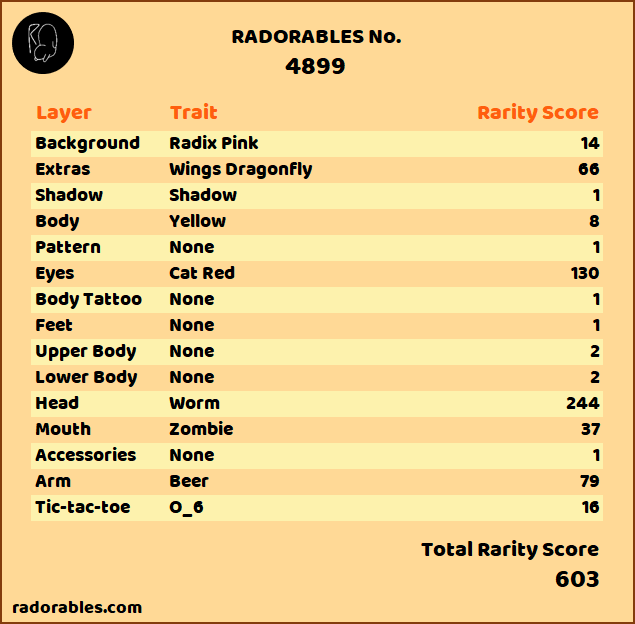 RADORABLES No.
4899
Layer Trait Rarity Score
Background Radix Pink 14
Extras Wings Dragonfly 66
Shadow Shadow 1
Body Yellow 8
Pattern None 1
Eyes Cat Red 130
Body Tattoo None 1
Feet None 1
Upper Body None 2
Lower Body None 2
Head Worm 244
Mouth Zombie 37
Accessories None 1
Arm Beer 79
Tic-tac-toe O_6 16
Total Rarity Score
603
radorables.com